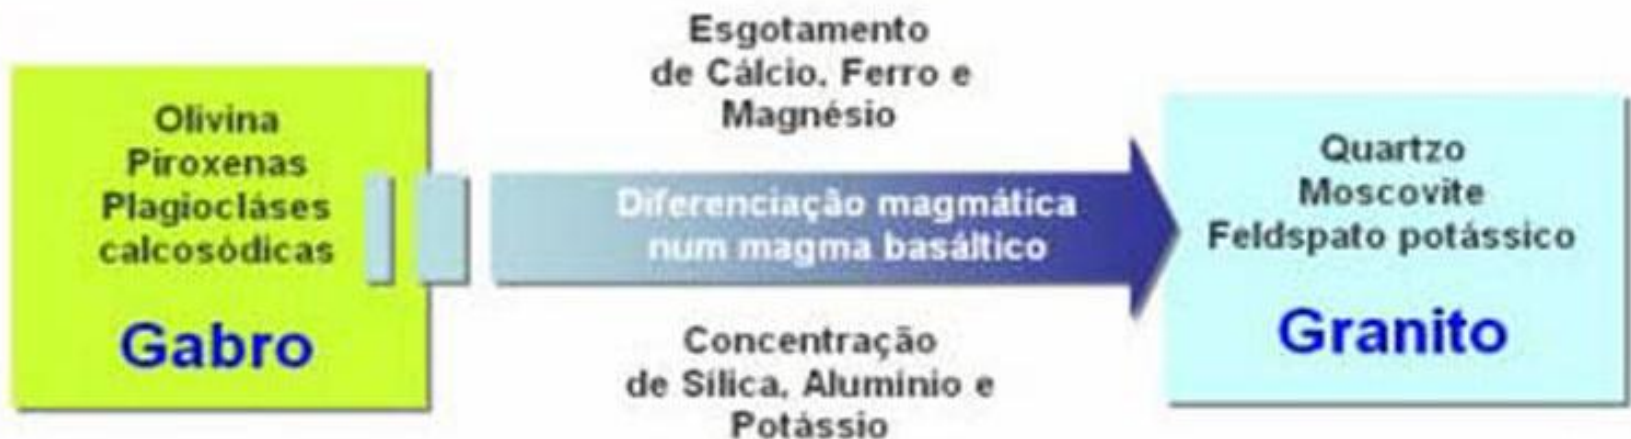 Olivina
Piroxenas
Plagiocláses
calcosódicas
Gabro
Esgotamento
de Cálcio, Ferro e
Magnésio
Diferenciação magmática
num magma basáltico
Concentração
de Sílica, Alumínio e
Potássio
Quartzo
Moscovite
Feldspato potássico
Granito